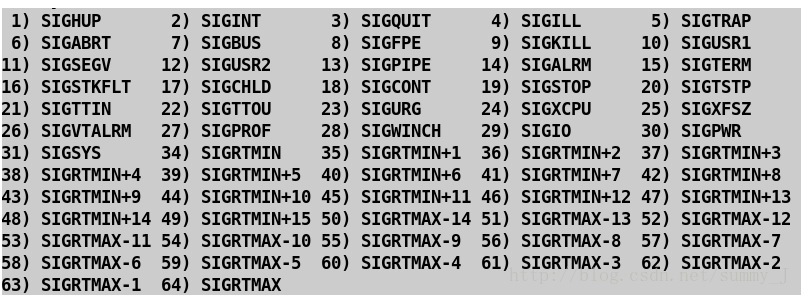 1) SIGHUP 2) SIGINT 3) SIGQUIT 4) SIGILL 5) SIGTRAP
6) SIGABRT 7) SIGBUS 8) SIGFPE 9) SIGKILL 10) SIGUSR1
11) SIGSEGV 12) SIGUSR2 13) SIGPIPE 14) SIGALRM 15) SIGTERM
16) SIGSTKFLT 17) SIGCHLD 18) SIGCONT 19) SIGSTOP 20) SIGTSTP
21) SIGTTIN 22) SIGTTOU 23) SIGURG 24) SIGXCPU 25) SIGXFSZ
26) SIGVTALRM 27) SIGPROF 28) SIGWINCH 29) SIGIO 30) SIGPWR
31) SIGSYS 34) SIGRTMIN 35) SIGRTMIN+1 36) SIGRTMIN+2 37) SIGRTMIN+3
38) SIGRTMIN+4 39) SIGRTMIN+5 40) SIGRTMIN+6 41) SIGRTMIN+7 42) SIGRTMIN+8
43) SIGRTMIN+9 44) SIGRTMIN+10 45) SIGRTMIN+11 46) SIGRTMIN+12 47) SIGRTMIN+13
48) SIGRTMIN+14 49) SIGRTMIN+15 50) SIGRTMAX-14 51) SIGRTMAX-13 52) SIGRTMAX-12
53) SIGRTMAX-11 54) SIGRTMAX-10 55) SIGRTMAX-9 56) SIGRTMAX-8 57) SIGRTMAX-7
58) SIGRTMAX-6 59) SIGRTMAX-5 60) SIGRTMAX-4 61) SIGRTMAX-3 62) SIGRTMAX-2
http://blog.csdn.net/summy_J
63) SIGRTMAX-1 64) SIGRTMAX